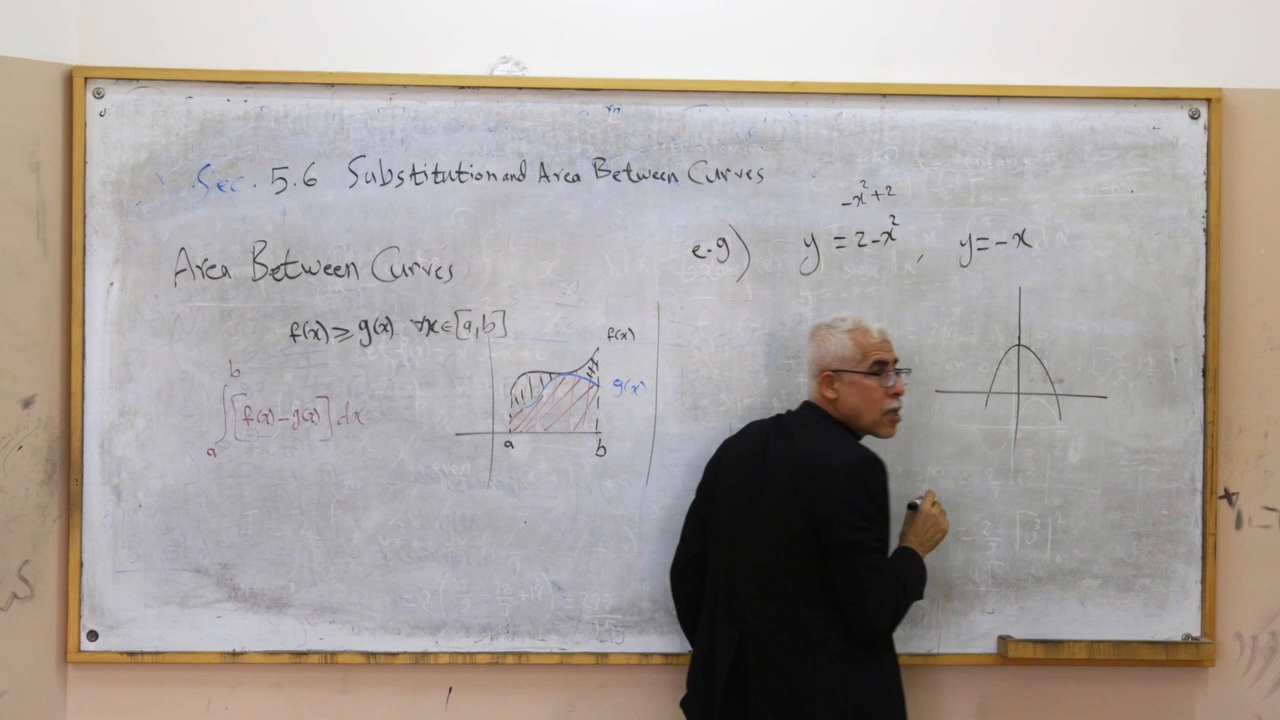 Sec. 5.6 Substitution and Area Between Curves
Area Between Curves
f(x) ≥ g(x) ∀x∈[a,b]
b
∫[f(x)-g(x)]dx
a
f(x)
g(x)
a b
-x²+2
e.g) y = 2-x² , y=-x